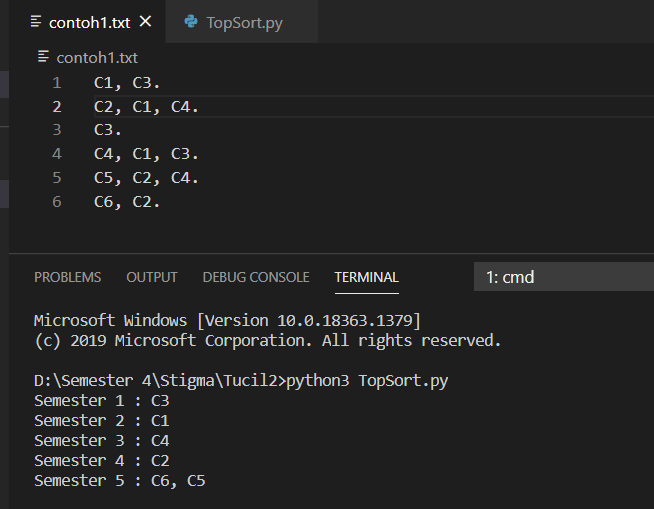 contoh1.txt TopSort.py
contoh1.txt
1 C1, C3.
2 C2, C1, C4.
3 C3.
4 C4, C1, C3.
5 C5, C2, C4.
6 C6, C2.
PROBLEMS OUTPUT DEBUG CONSOLE TERMINAL 1: cmd
Microsoft Windows [Version 10.0.18363.1379]
(c) 2019 Microsoft Corporation. All rights reserved.
D:\Semester 4\Stigma\Tucil2>python3 TopSort.py
Semester 1 : C3
Semester 2 : C1
Semester 3 : C4
Semester 4 : C2
Semester 5 : C6, C5